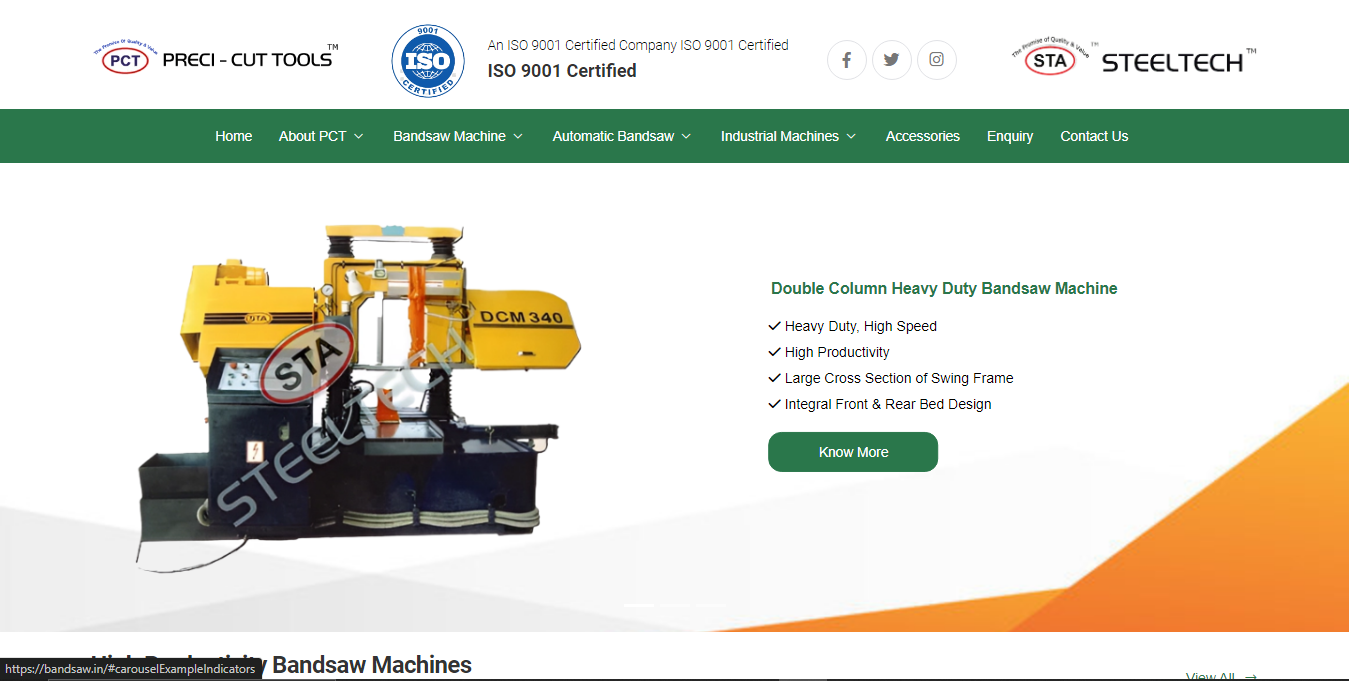 The Promise Of Quality & Value
PCT
PRECI - CUT TOOLS™
9001
ISO
CERTIFIED
An ISO 9001 Certified Company ISO 9001 Certified
ISO 9001 Certified
The Promise of Quality & Value
STA
™
STEELTECH™
Home
About PCT
Bandsaw Machine
Automatic Bandsaw
Industrial Machines
Accessories
Enquiry
Contact Us
STA
DCM 340
STA
STEELTECH
Double Column Heavy Duty Bandsaw Machine
Heavy Duty, High Speed
High Productivity
Large Cross Section of Swing Frame
Integral Front & Rear Bed Design
Know More
High Productivity Bandsaw Machines
View All →
https://bandsaw.in/#carouselExampleIndicators